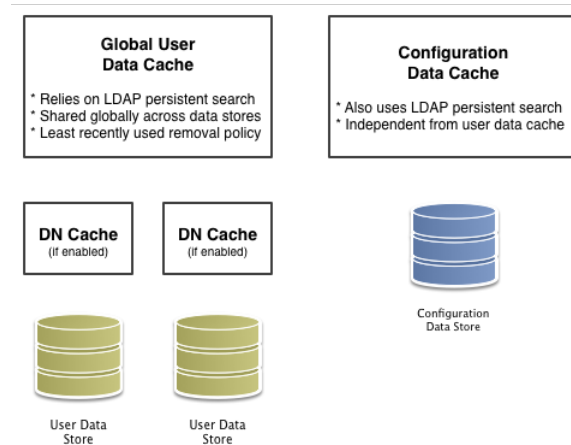 Global User
Data Cache
* Relies on LDAP persistent search
* Shared globally across data stores
* Least recently used removal policy
Configuration
Data Cache
* Also uses LDAP persistent search
* Independent from user data cache
DN Cache
(if enabled)
DN Cache
(if enabled)
Configuration
Data Store
User Data
Store
User Data
Store